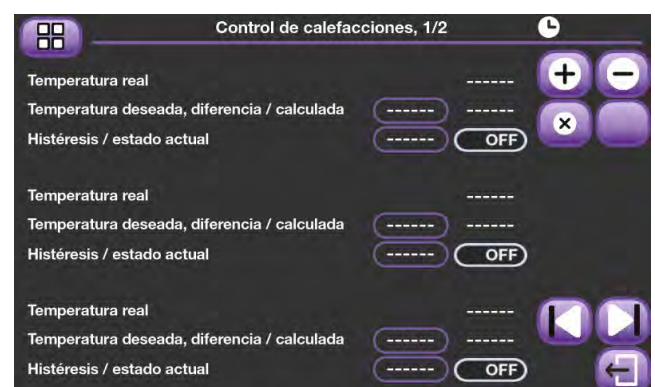 Control de calefacciones, 1/2
Temperatura real ------
Temperatura deseada, diferencia / calculada ------ ------
Histéresis / estado actual ------ OFF
Temperatura real ------
Temperatura deseada, diferencia / calculada ------ ------
Histéresis / estado actual ------ OFF
Temperatura real ------
Temperatura deseada, diferencia / calculada ------ ------
Histéresis / estado actual ------ OFF